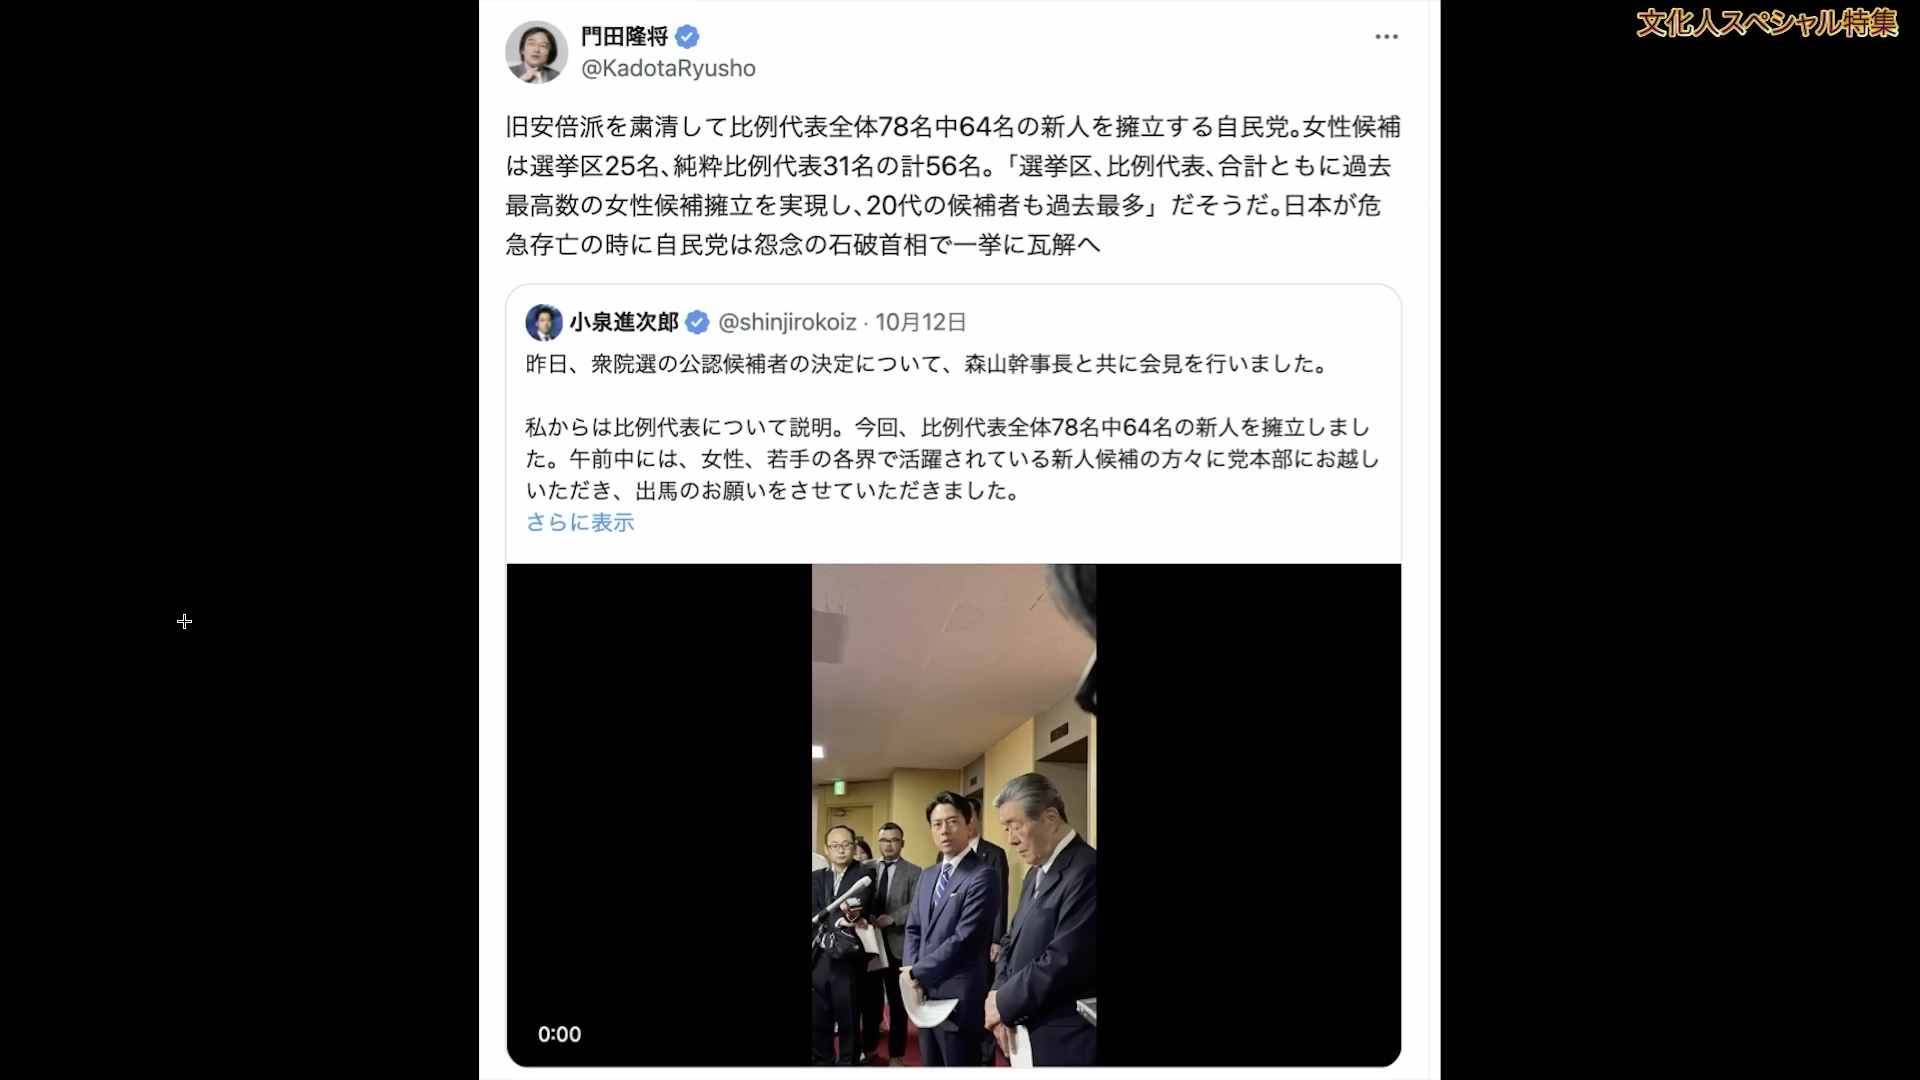 文化人スペシャル特集
門田隆将
@KadotaRyusho
旧安倍派を粛清して比例代表全体78名中64名の新人を擁立する自民党。女性候補
は選挙区25名、純粋比例代表31名の計56名。「選挙区、比例代表、合計ともに過去
最高数の女性候補擁立を実現し、20代の候補者も過去最多」だそうだ。日本が危
急存亡の時に自民党は怨念の石破首相で一挙に瓦解へ
小泉進次郎 @shinjirokoiz · 10月12日
昨日、衆院選の公認候補者の決定について、森山幹事長と共に会見を行いました。
私からは比例代表について説明。今回、比例代表全体78名中64名の新人を擁立しまし
た。午前中には、女性、若手の各界で活躍されている新人候補の方々に党本部にお越し
いただき、出馬のお願いをさせていただきました。
さらに表示
0:00